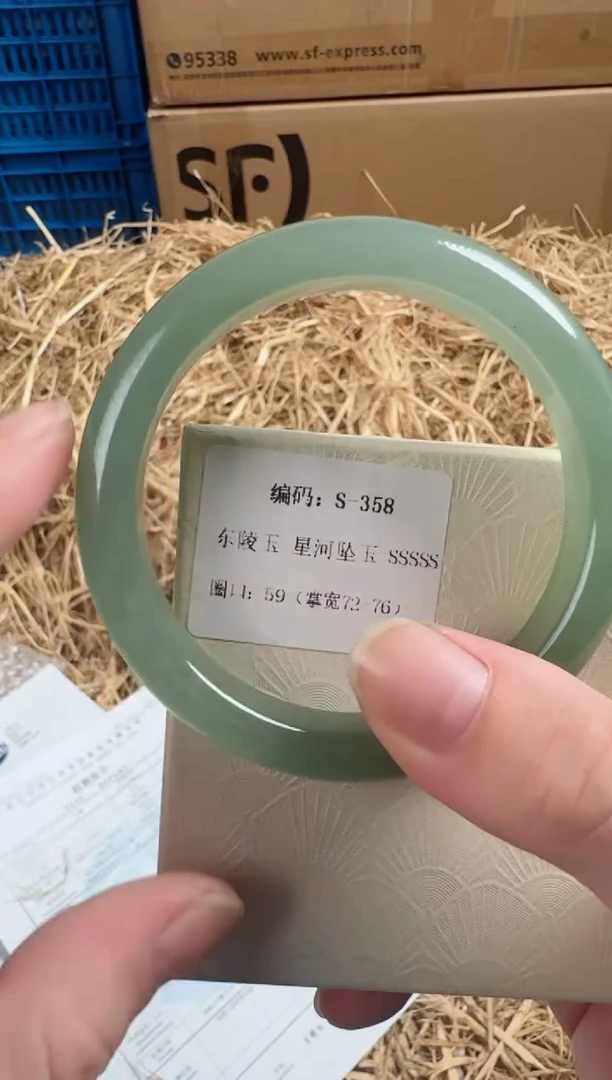 95338 www.sf-express.com
SF
编码: S-358
东陵玉 星河坠玉 SSSSS
圈口: 59 (掌宽72-76)